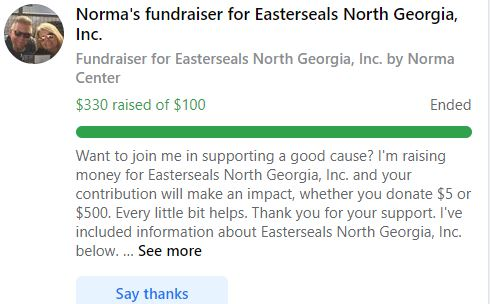 Norma's fundraiser for Easterseals North Georgia,
Inc.
Fundraiser for Easterseals North Georgia, Inc. by Norma
Center
$330 raised of $100 Ended
Want to join me in supporting a good cause? I'm raising
money for Easterseals North Georgia, Inc. and your
contribution will make an impact, whether you donate $5 or
$500. Every little bit helps. Thank you for your support. I've
included information about Easterseals North Georgia, Inc.
below. ... See more
Say thanks